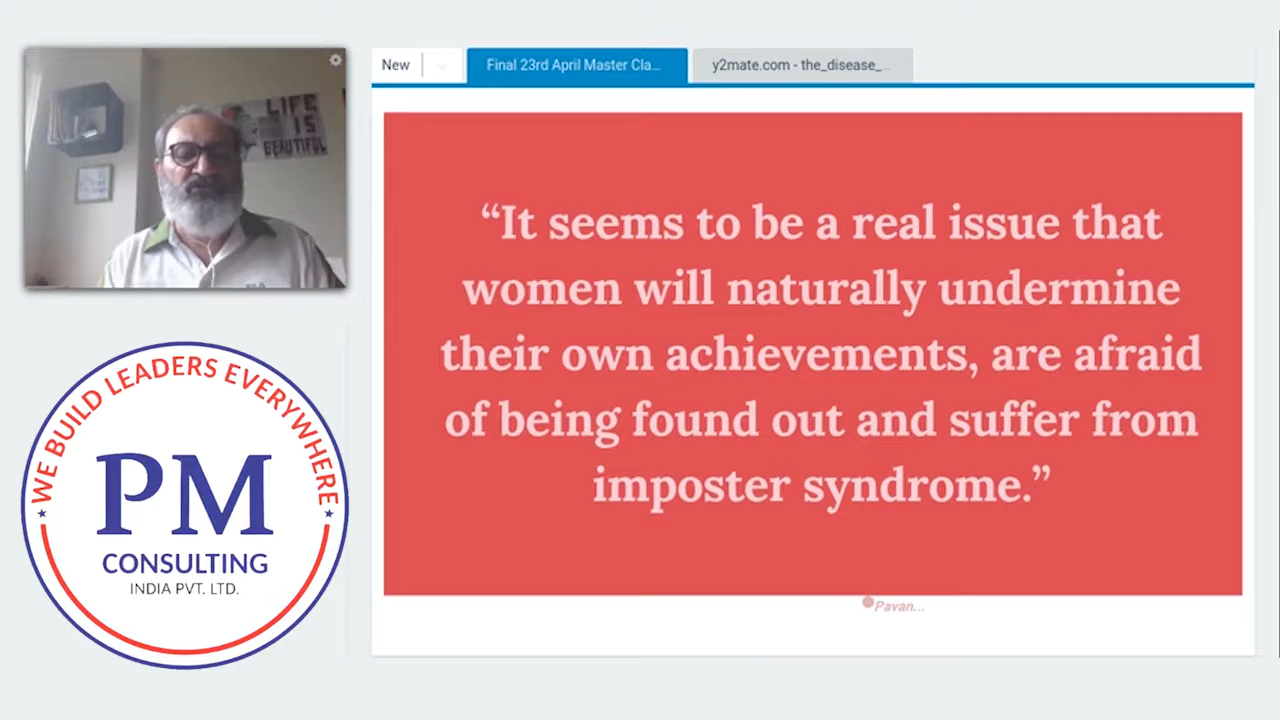 LIFE
IS
BEAUTIFUL
WE BUILD LEADERS EVERYWHERE
PM
CONSULTING
INDIA PVT. LTD.
New
Final 23rd April Master Cla...
y2mate.com - the_disease_...
“It seems to be a real issue that
women will naturally undermine
their own achievements, are afraid
of being found out and suffer from
imposter syndrome.”
Pavan...